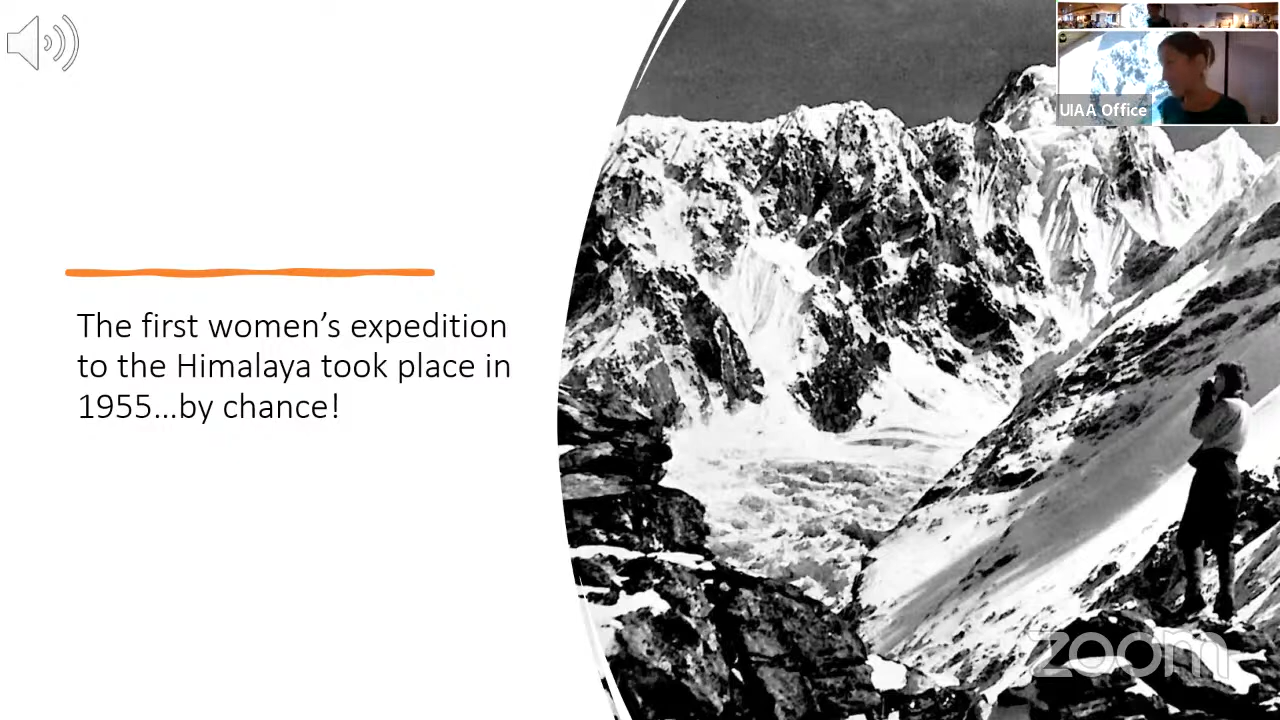 UIAA Office
The first women’s expedition
to the Himalaya took place in
1955...by chance!
zoom